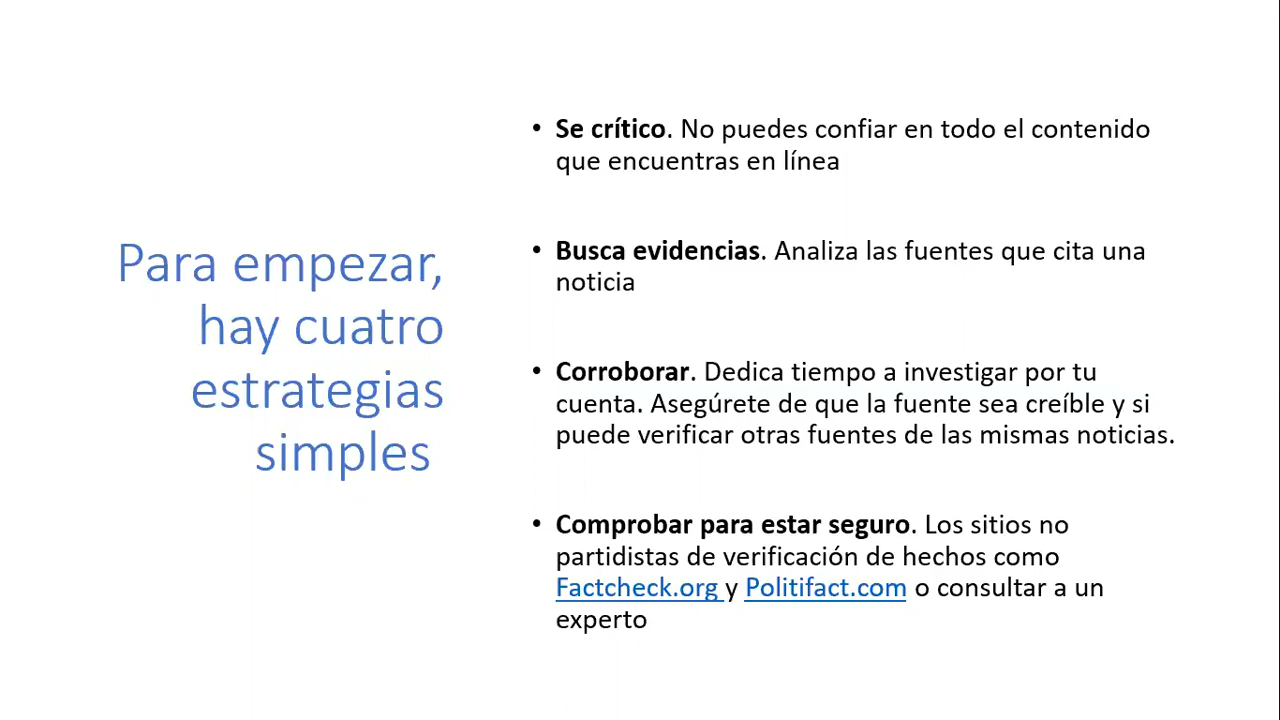 Para empezar,
hay cuatro
estrategias
simples
• Se crítico. No puedes confiar en todo el contenido
que encuentras en línea
• Busca evidencias. Analiza las fuentes que cita una
noticia
• Corroborar. Dedica tiempo a investigar por tu
cuenta. Asegúrete de que la fuente sea creíble y si
puede verificar otras fuentes de las mismas noticias.
• Comprobar para estar seguro. Los sitios no
partidistas de verificación de hechos como
Factcheck.org y Politifact.com o consultar a un
experto